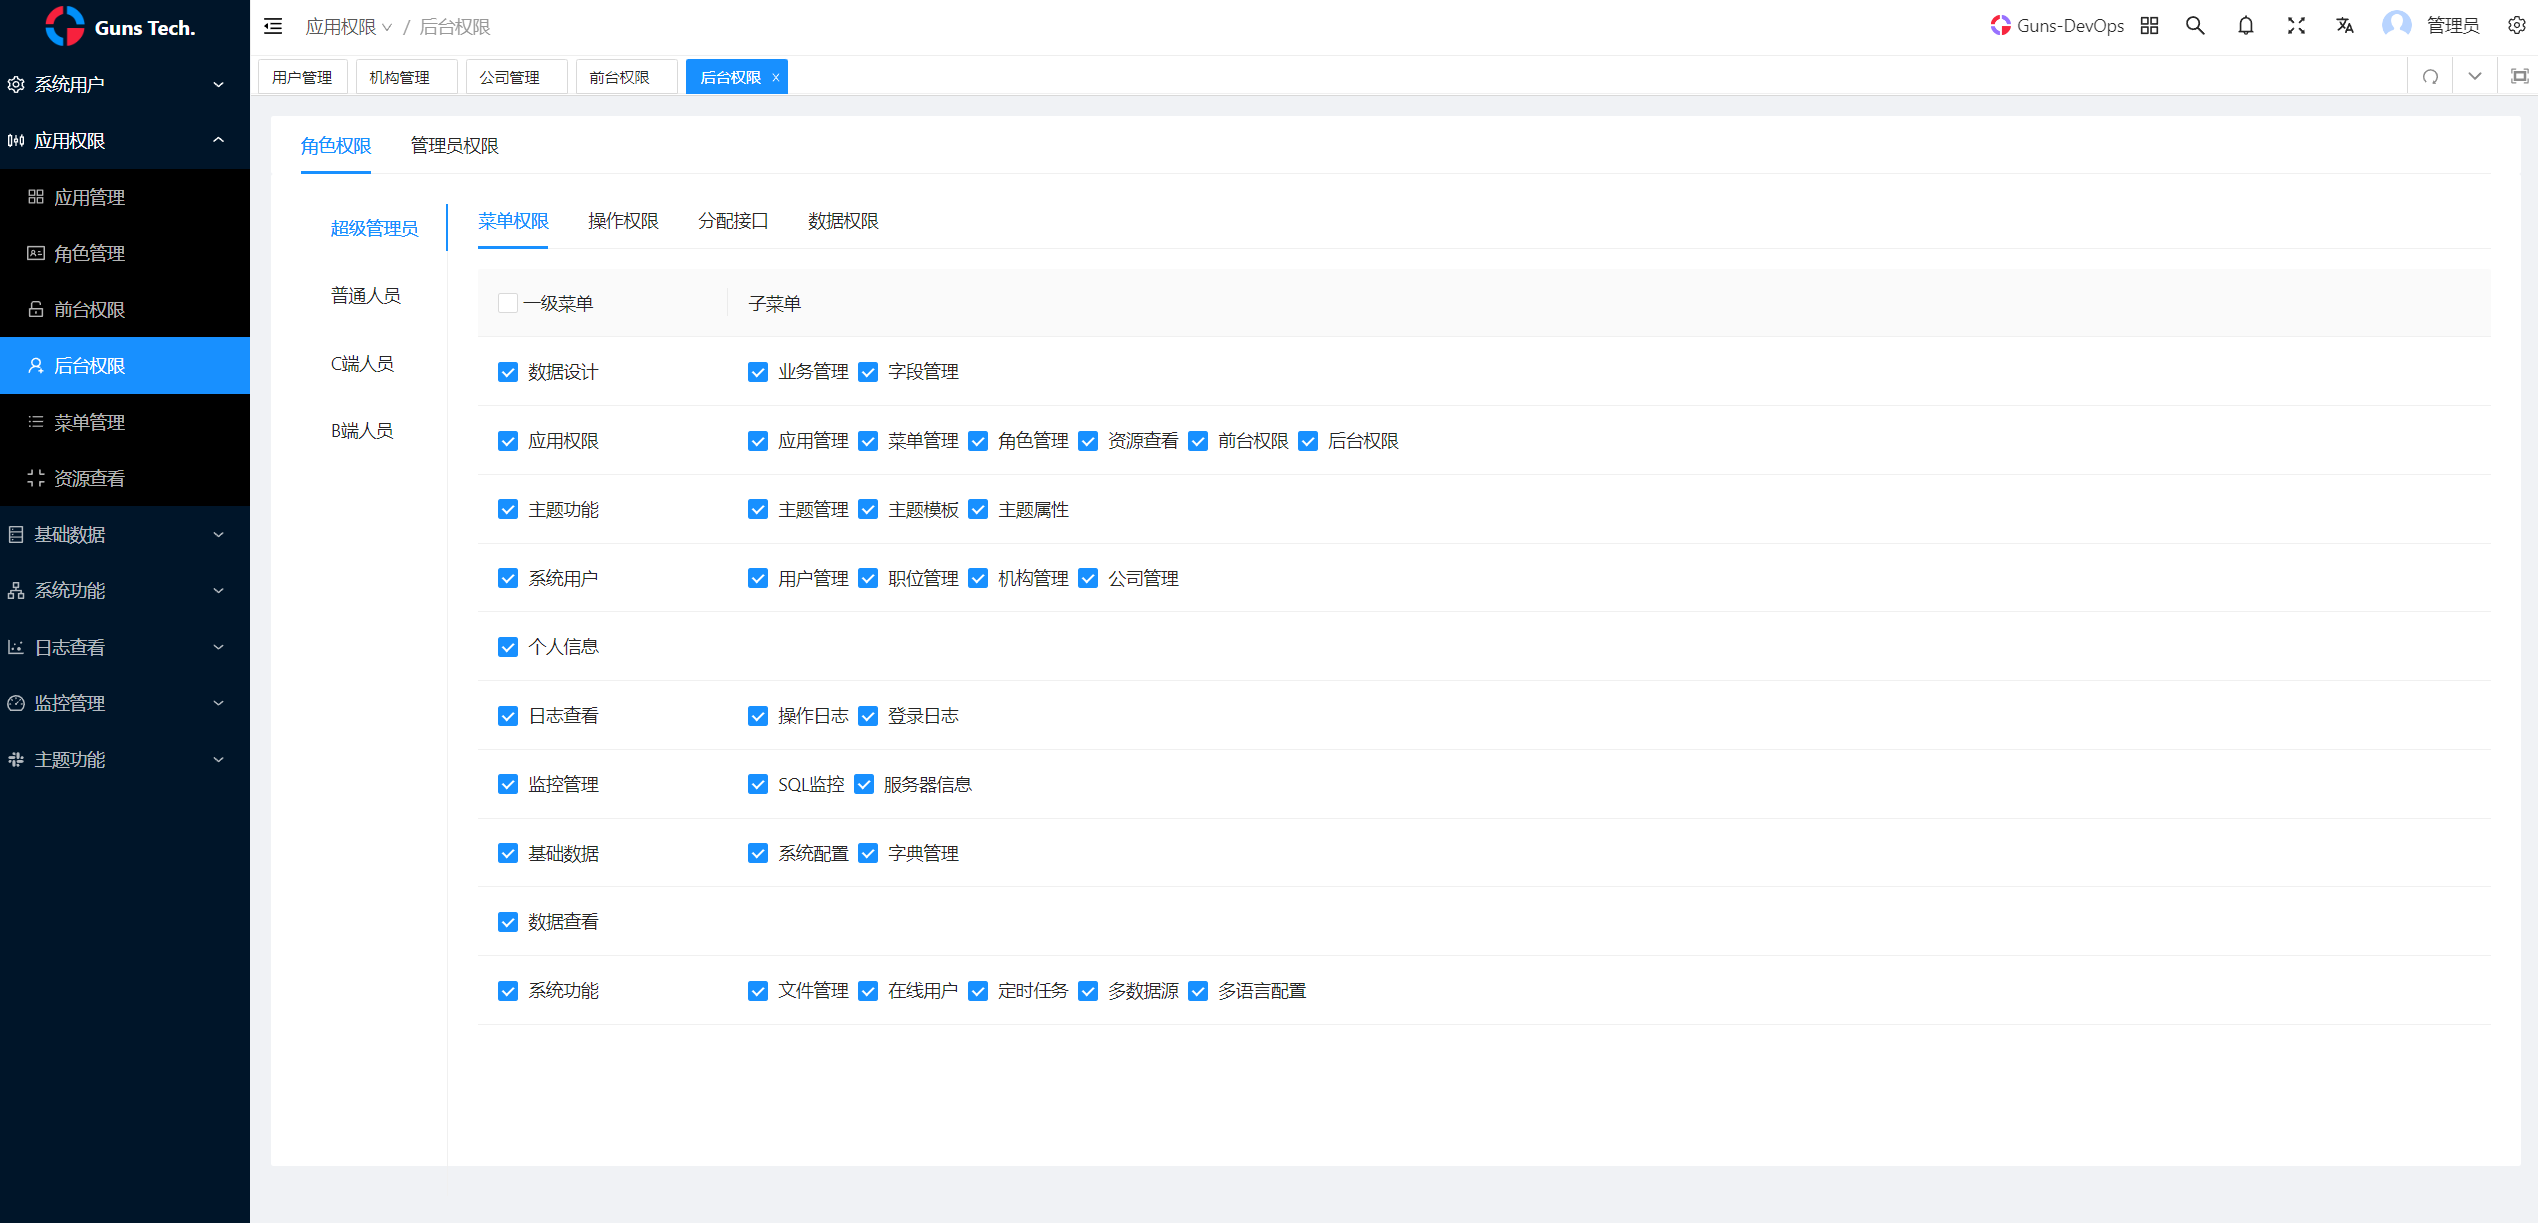 Guns Tech.
应用权限 / 后台权限
Guns-DevOps
管理员
用户管理 机构管理 公司管理 前台权限 后台权限 ×
系统用户
应用权限
应用管理
角色管理
前台权限
后台权限
菜单管理
资源查看
基础数据
系统功能
日志查看
监控管理
主题功能
角色权限 管理员权限
超级管理员
普通人员
C端人员
B端人员
菜单权限 操作权限 分配接口 数据权限
一级菜单 子菜单
数据设计 业务管理 字段管理
应用权限 应用管理 菜单管理 角色管理 资源查看 前台权限 后台权限
主题功能 主题管理 主题模板 主题属性
系统用户 用户管理 职位管理 机构管理 公司管理
个人信息
日志查看 操作日志 登录日志
监控管理 SQL监控 服务器信息
基础数据 系统配置 字典管理
数据查看
系统功能 文件管理 在线用户 定时任务 多数据源 多语言配置